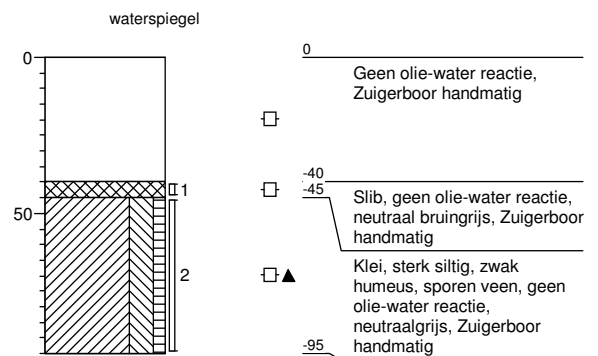 waterspiegel
0
0
Geen olie-water reactie,
Zuigerboor handmatig
-40
1
-45
Slib, geen olie-water reactie,
neutraal bruingrijs, Zuigerboor
handmatig
50
2
Klei, sterk siltig, zwak
humeus, sporen veen, geen
olie-water reactie,
neutraalgrijs, Zuigerboor
handmatig
-95